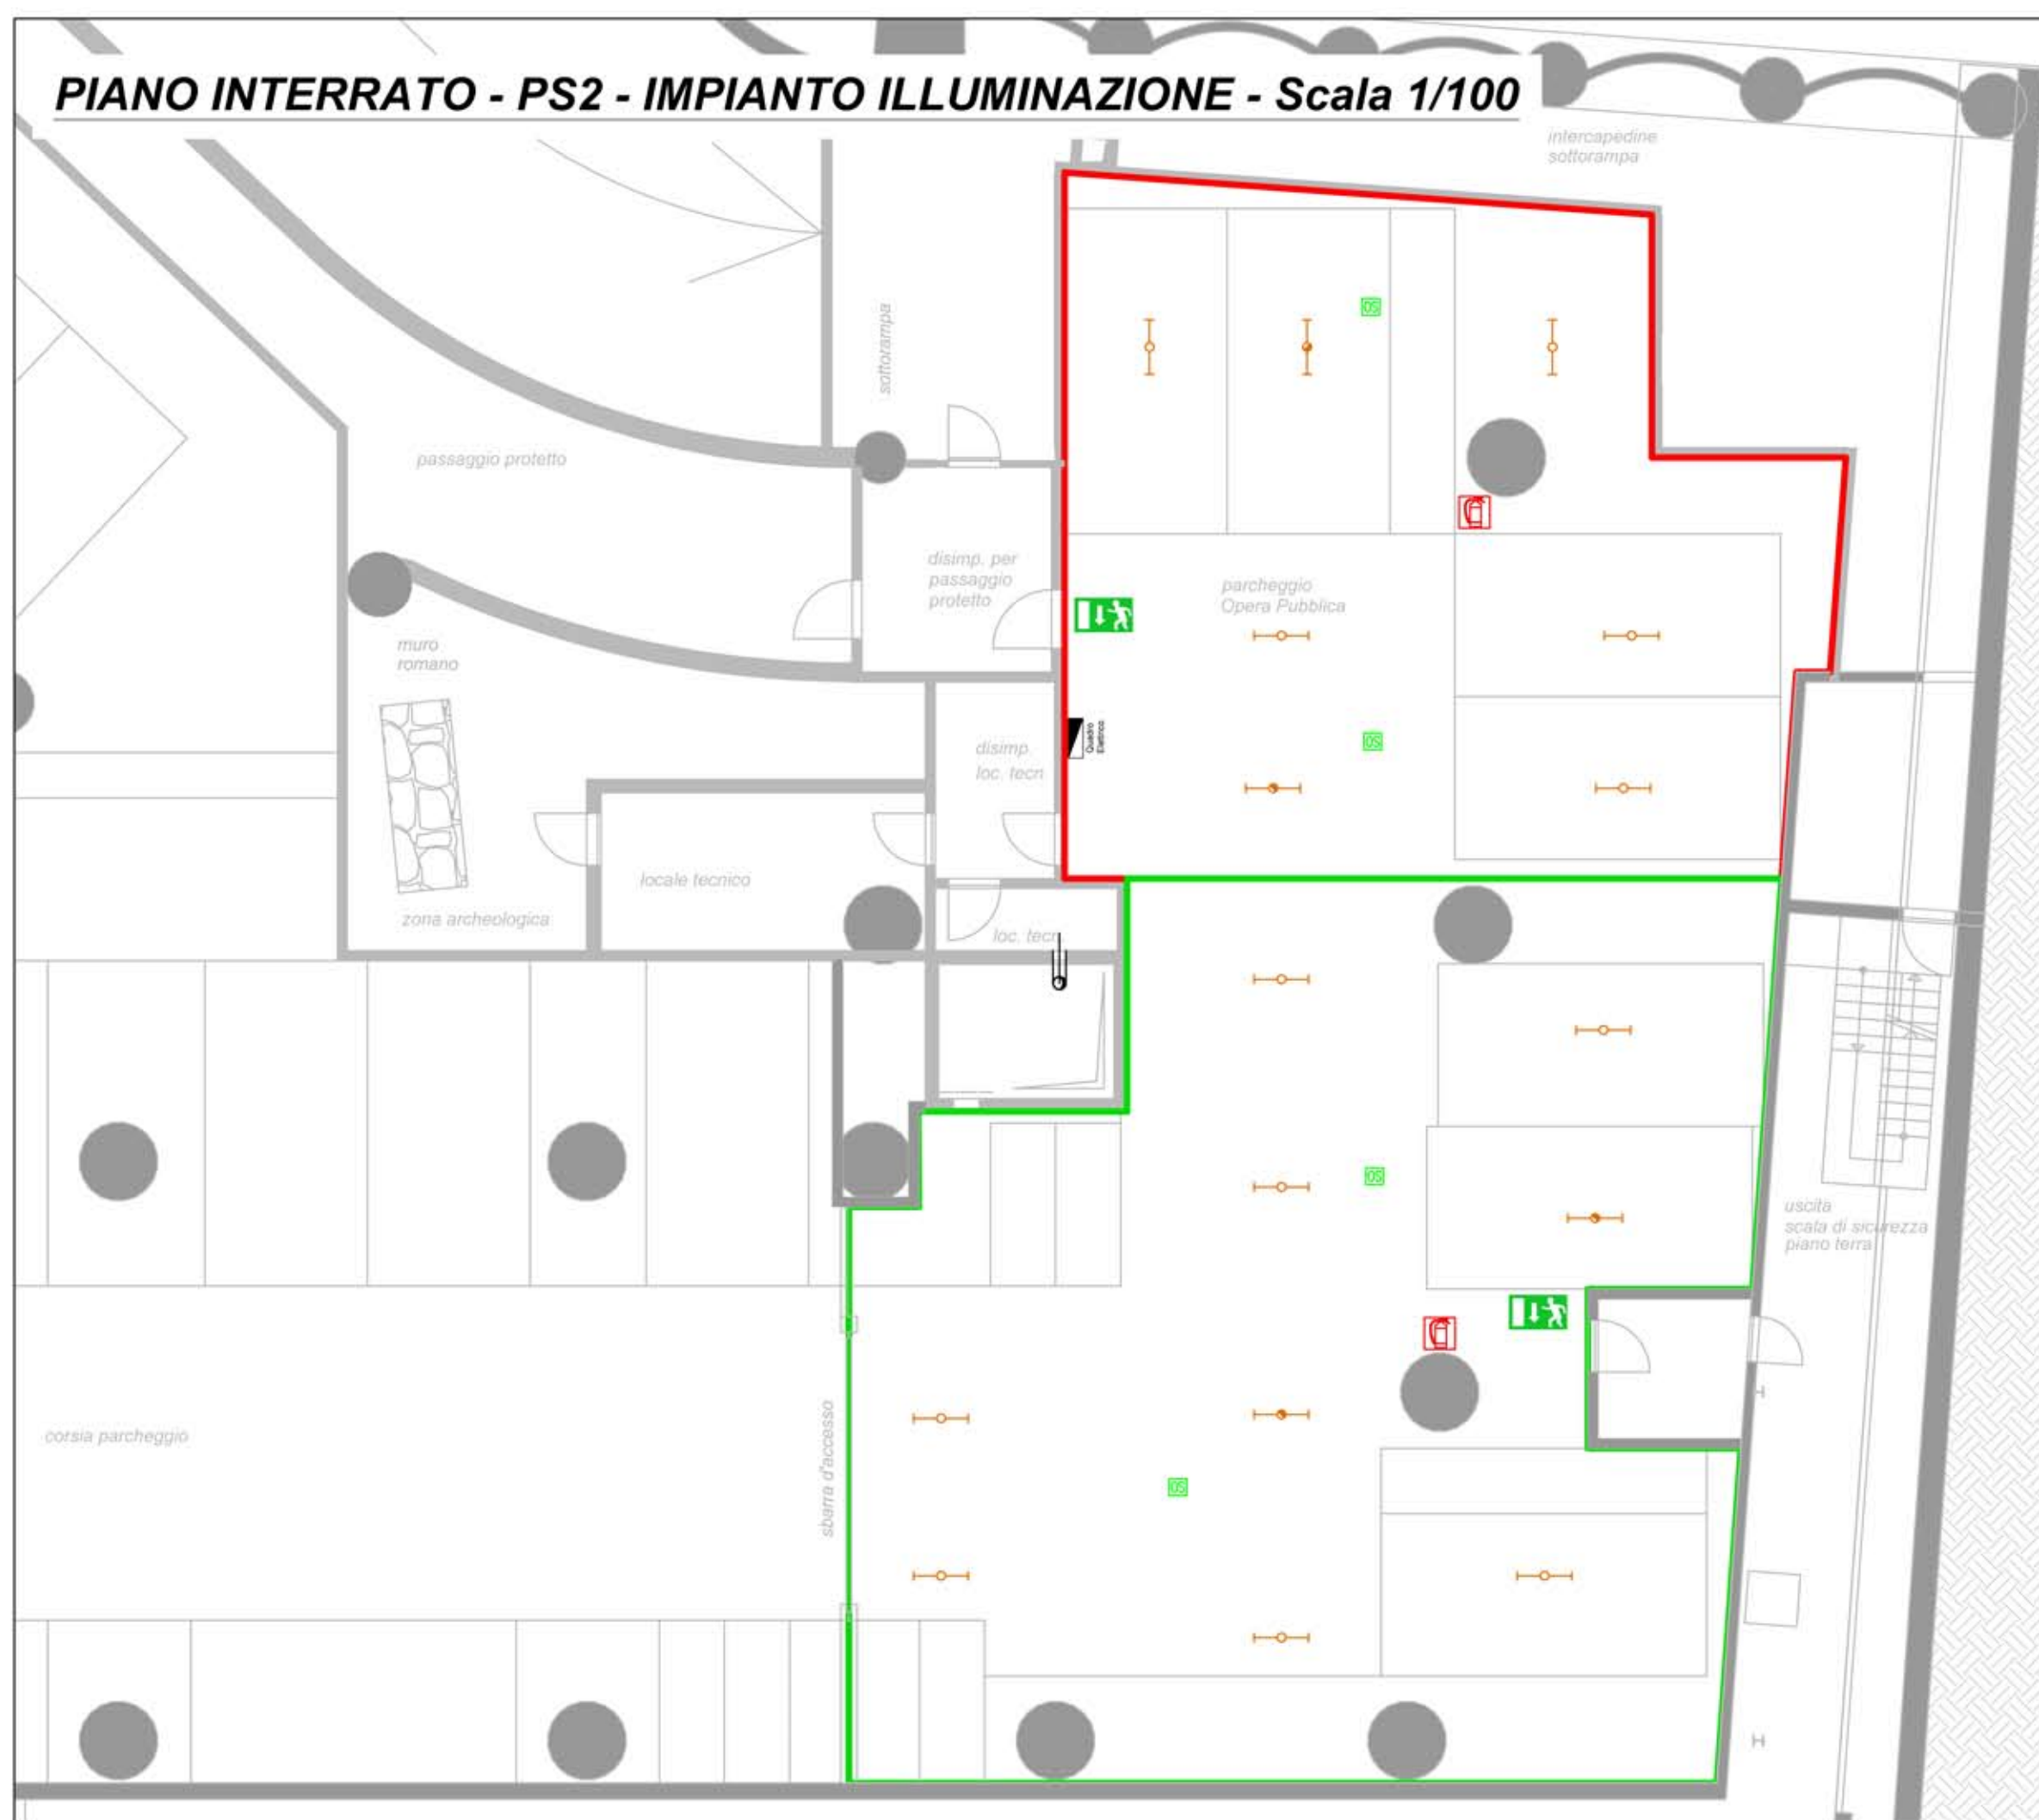 PIANO INTERRATO - PS2 - IMPIANTO ILLUMINAZIONE - Scala 1/100
intercapedine
sottorampa
sottorampa
passaggio protetto
disimp. per
passaggio
protetto
parcheggio
Opera Pubblica
muro
romano
Quadro
Elettrico
disimp.
loc. tecn
locale tecnico
zona archeologica
loc. tecn
uscita
scala di sicurezza
piano terra
corsia parcheggio
sbarra d'accesso
H
H